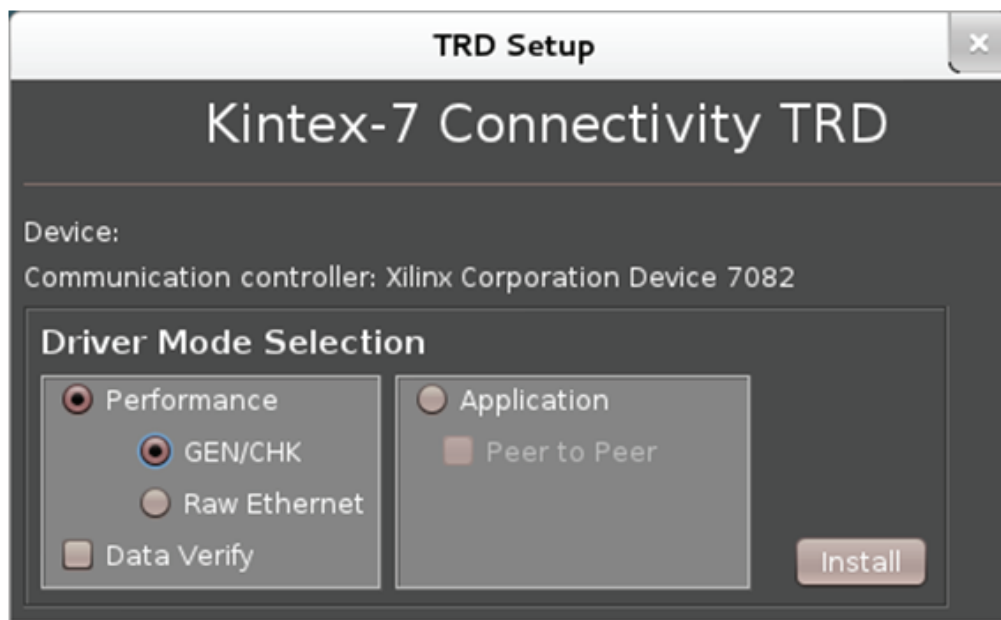 TRD Setup
Kintex-7 Connectivity TRD
Device:
Communication controller: Xilinx Corporation Device 7082
Driver Mode Selection
Performance
GEN/CHK
Raw Ethernet
Data Verify
Application
Peer to Peer
Install